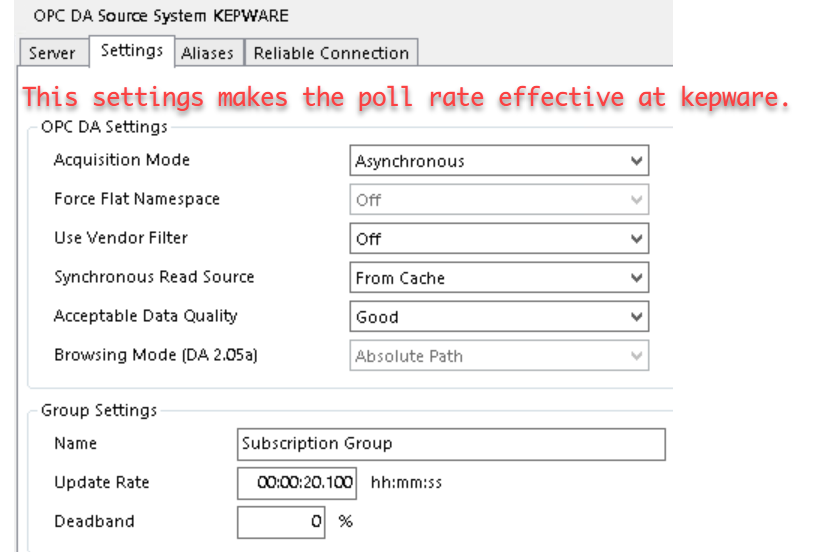 OPC DA Source System KEPWARE
Server Settings Aliases Reliable Connection
This settings makes the poll rate effective at kepware.
OPC DA Settings
Acquisition Mode Asynchronous
Force Flat Namespace Off
Use Vendor Filter Off
Synchronous Read Source From Cache
Acceptable Data Quality Good
Browsing Mode (DA 2.05a) Absolute Path
Group Settings
Name Subscription Group
Update Rate 00:00:20.100 hh:mm:ss
Deadband 0 %